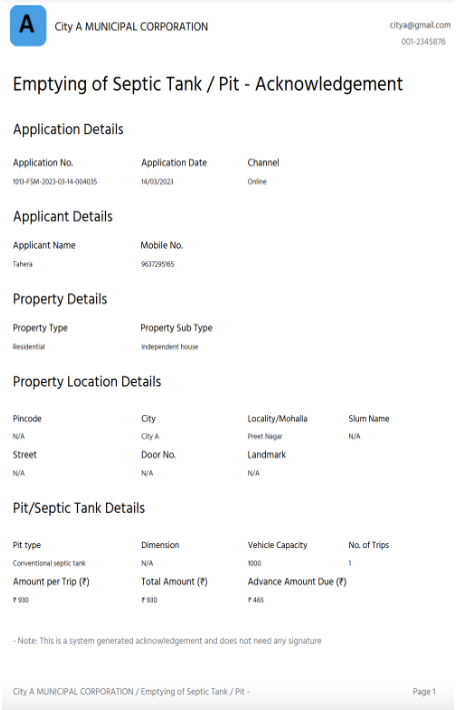 A
City A MUNICIPAL CORPORATION
citya@gmail.com
001-2345876
Emptying of Septic Tank / Pit - Acknowledgement
Application Details
Application No. Application Date Channel
1013-FSM-2023-03-14-004035 14/03/2023 Online
Applicant Details
Applicant Name Mobile No.
Tahera 9637295165
Property Details
Property Type Property Sub Type
Residential Independent house
Property Location Details
Pincode City Locality/Mohalla Slum Name
N/A City A Preet Nagar N/A
Street Door No. Landmark
N/A N/A N/A
Pit/Septic Tank Details
Pit type Dimension Vehicle Capacity No. of Trips
Conventional septic tank N/A 1000 1
Amount per Trip (₹) Total Amount (₹) Advance Amount Due (₹)
₹ 930 ₹ 930 ₹ 465
- Note: This is a system generated acknowledgement and does not need any signature
City A MUNICIPAL CORPORATION / Emptying of Septic Tank / Pit - Page 1